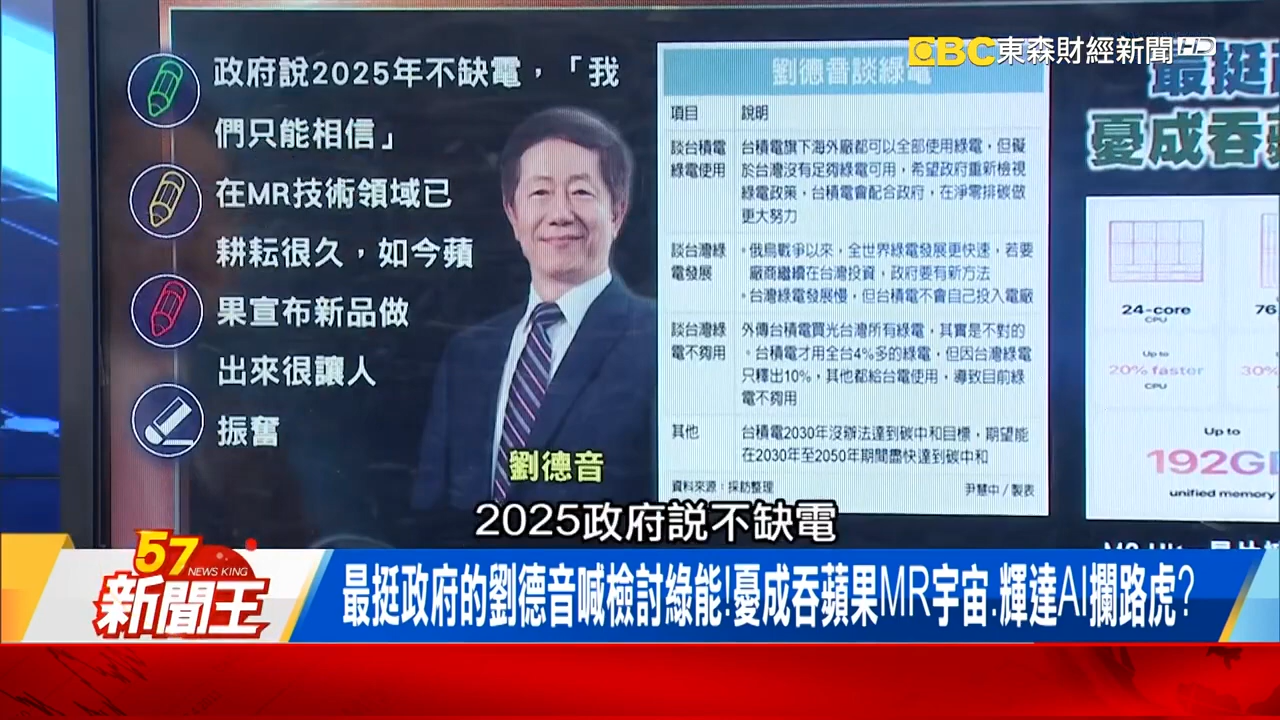 EBC 東森財經新聞 HD
政府說2025年不缺電，「我
們只能相信」
在MR技術領域已
耕耘很久，如今蘋
果宣布新品做
出來很讓人
振奮
劉德音
劉德音談綠電
項目 說明
談台積電
綠電使用
台積電旗下海外廠都可以全部使用綠電，但礙
於台灣沒有足夠綠電可用，希望政府重新檢視
綠電政策，台積電會配合政府，在淨零排碳做
更大努力
談台灣綠
電發展
。俄烏戰爭以來，全世界綠電發展更快速，若要
廠商繼續在台灣投資，政府要有新方法
。台灣綠電發展慢，但台積電不會自己投入電廠
談台灣綠
電不夠用
外傳台積電買光台灣所有綠電，其實是不對的
。台積電才用全台4%多的綠電，但因台灣綠電
只釋出10%，其他都給台電使用，導致目前綠
電不夠用
其他
台積電2030年沒辦法達到碳中和目標，期望能
在2030年至2050年期間盡快達到碳中和
資料來源：採訪整理 尹慧中／製表
最挺
憂成吞
24-core
CPU
Up to
20% faster
CPU
76
30%
Up to
192G
unified memory
2025政府説不缺電
57
NEWS KING
新聞王
最挺政府的劉德音喊檢討綠能!憂成吞蘋果MR宇宙.輝達AI攔路虎?